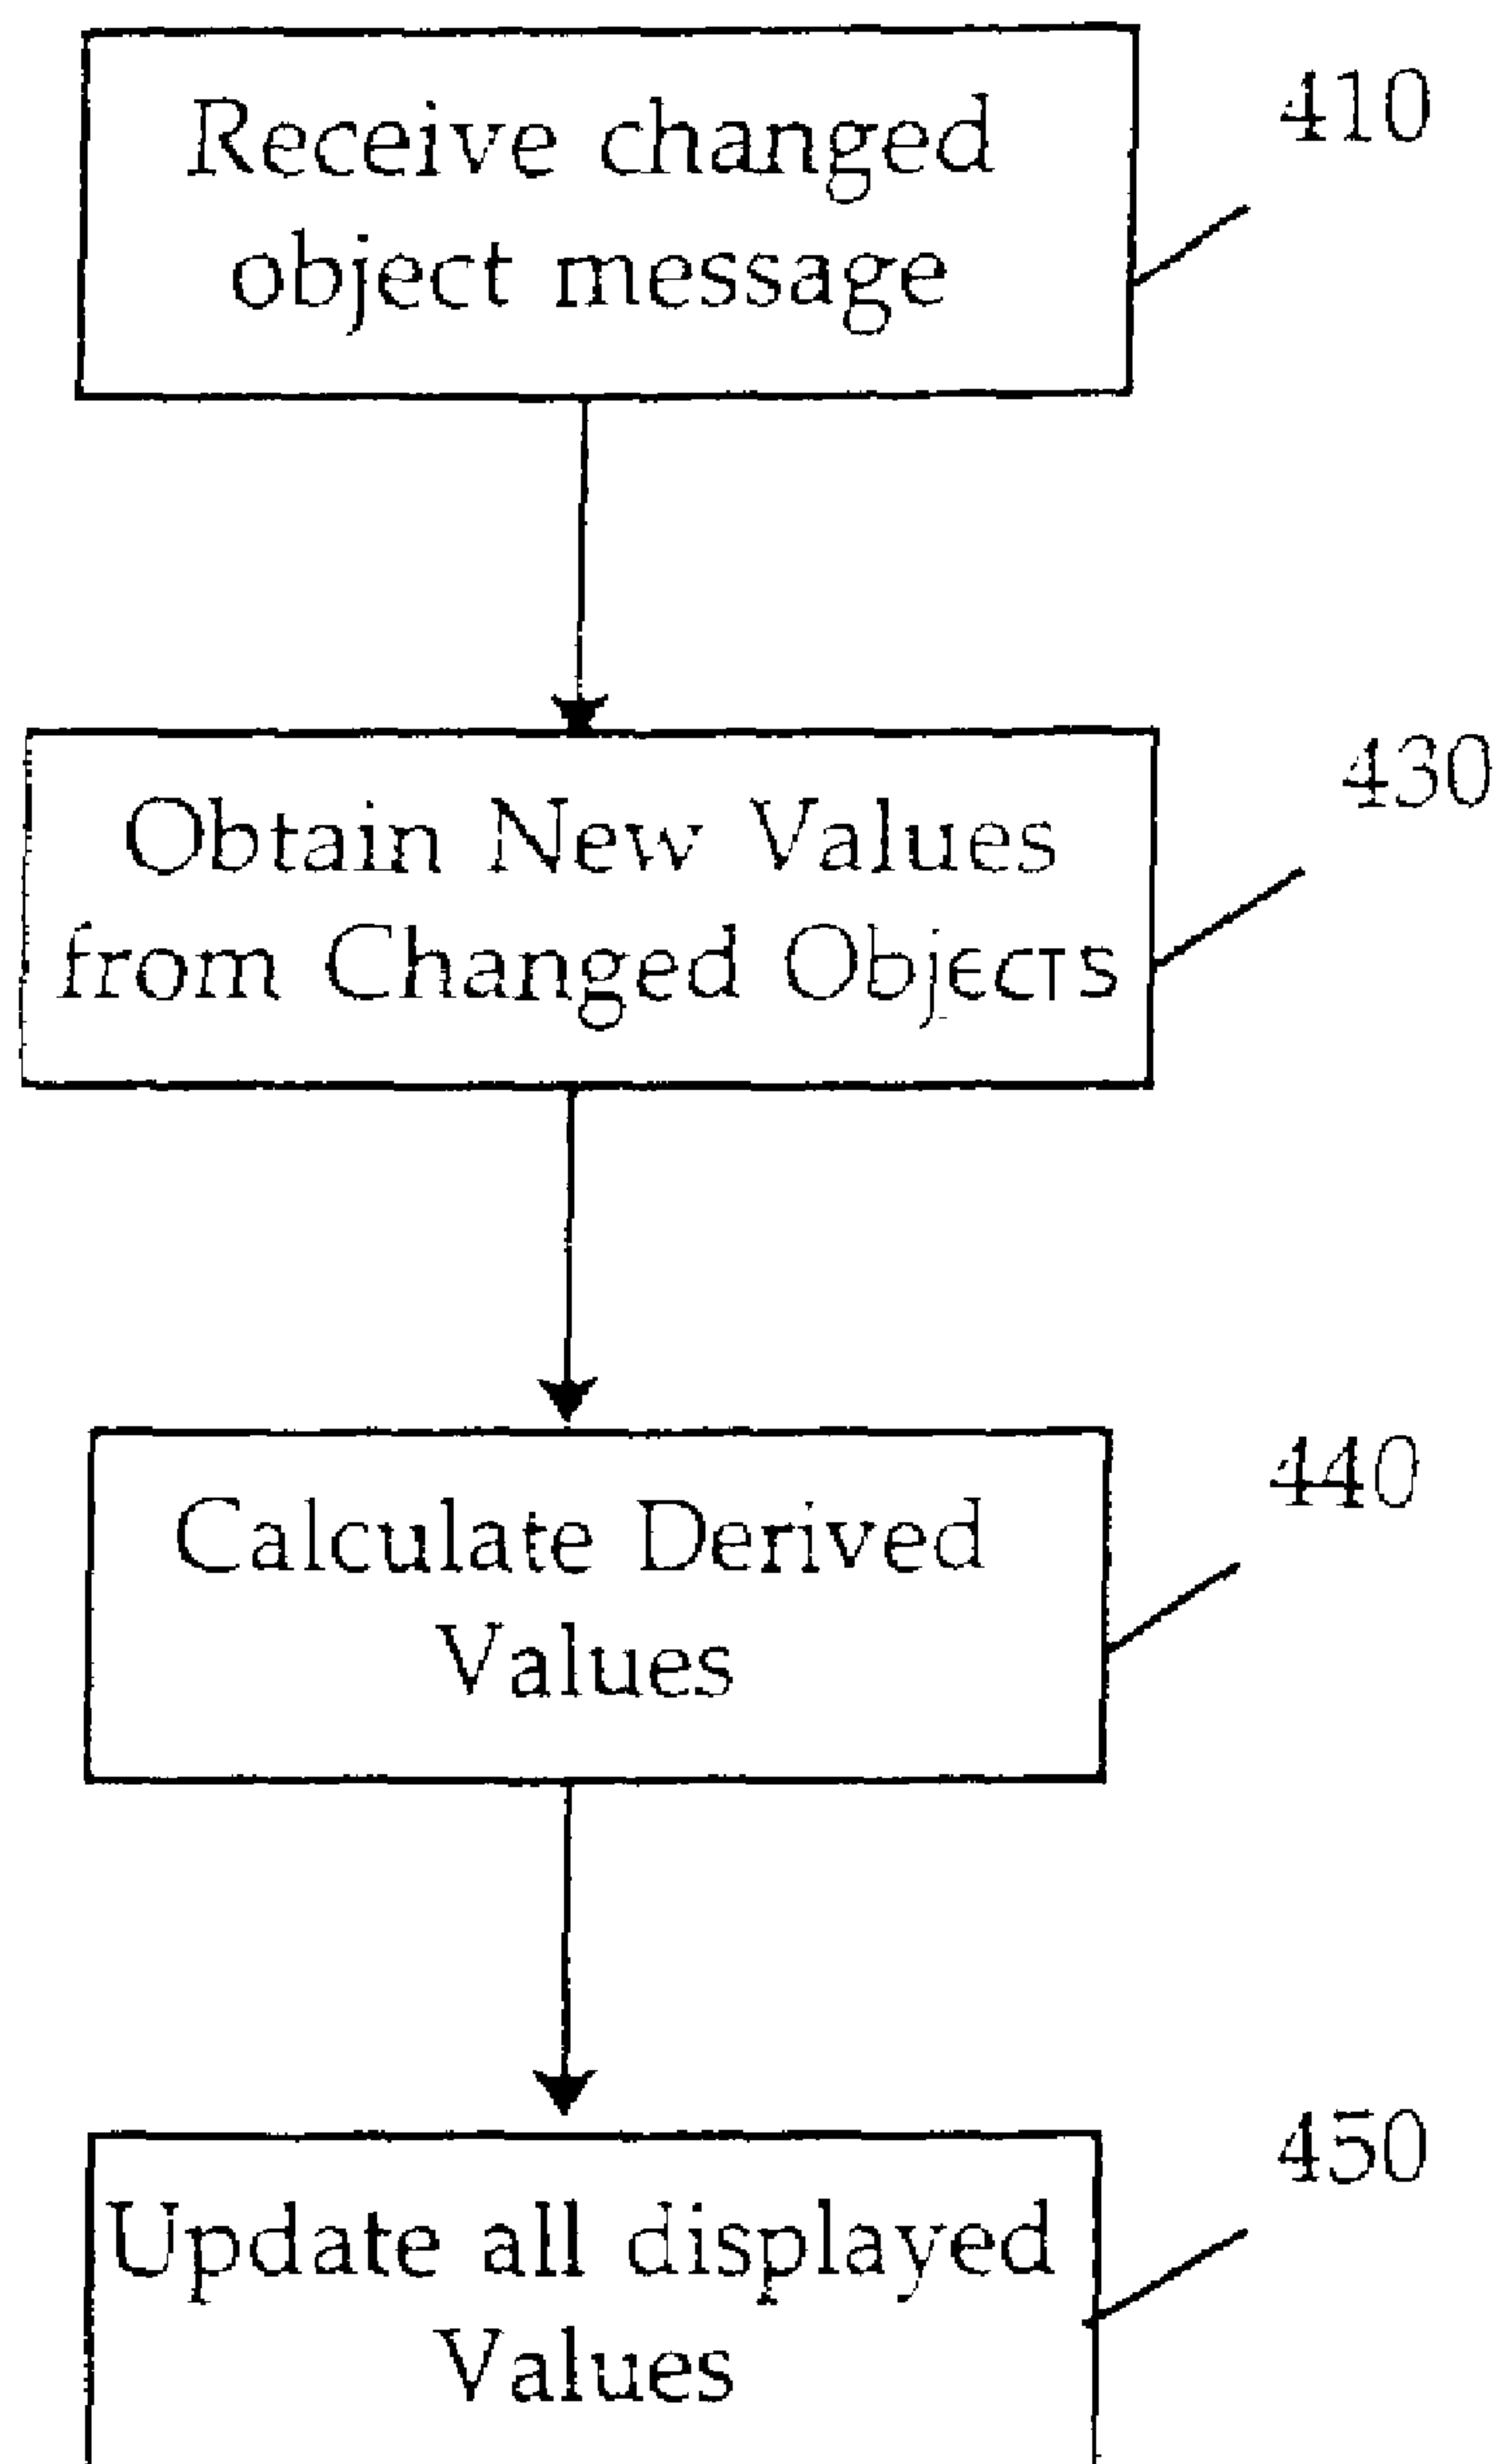 Receive changed
object message
410
Obtain New Values
from Changed Objects
430
Calculate Derived
Values
440
Update all displayed
Values
450